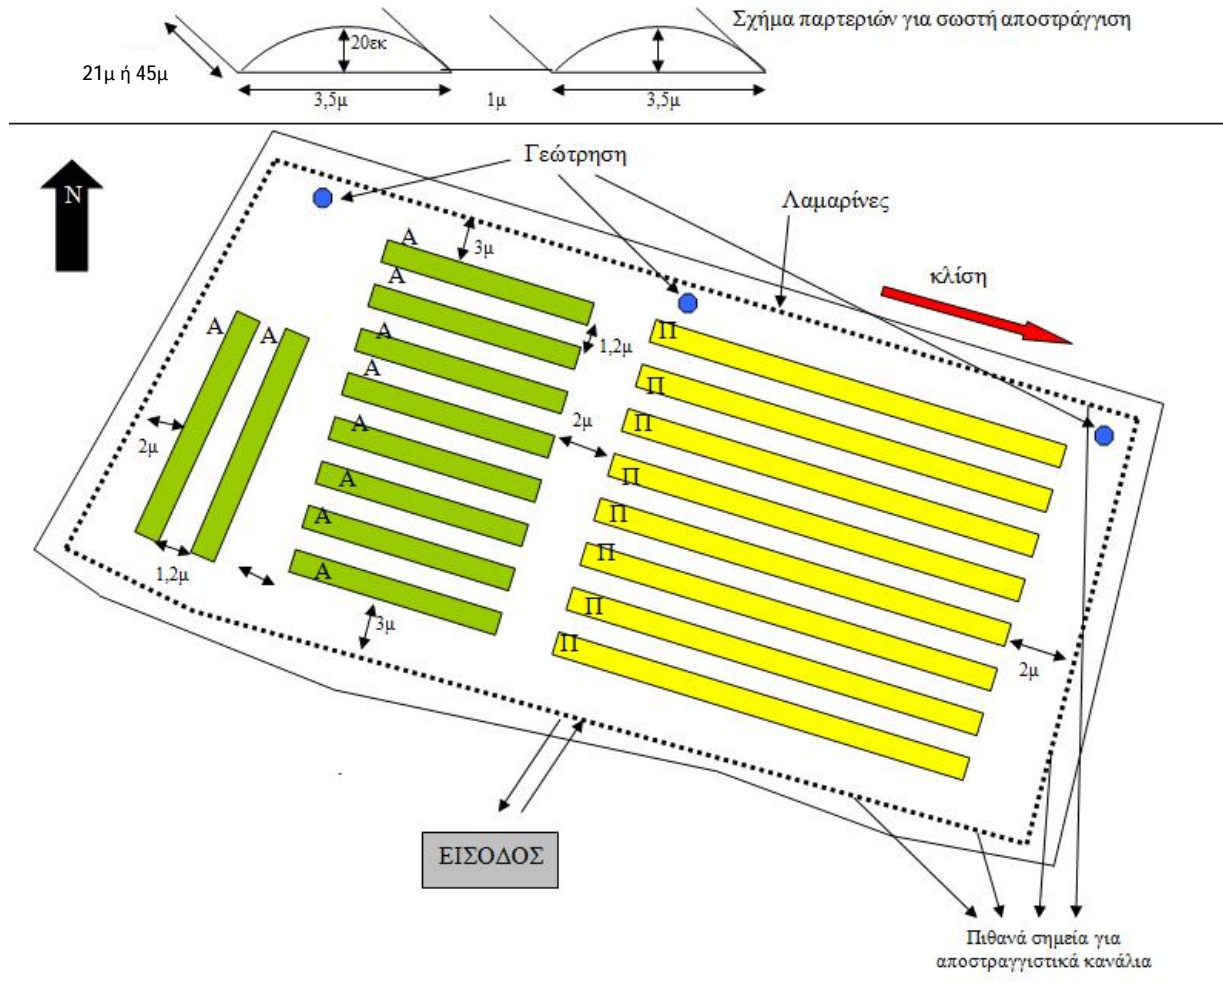 Σχήμα παρτεριών για σωστή αποστράγγιση
20εκ
21μ ή 45μ
3,5μ
1μ
3,5μ
Γεώτρηση
N
Λαμαρίνες
Α
3μ
κλίση
Α
Α
Α
Α
1,2μ
Π
Α
Π
2μ
2μ
Α
Π
Α
Π
Α
Π
1,2μ
Α
Π
3μ
Π
2μ
Π
ΕΙΣΟΔΟΣ
Πιθανά σημεία για
αποστραγγιστικά κανάλια